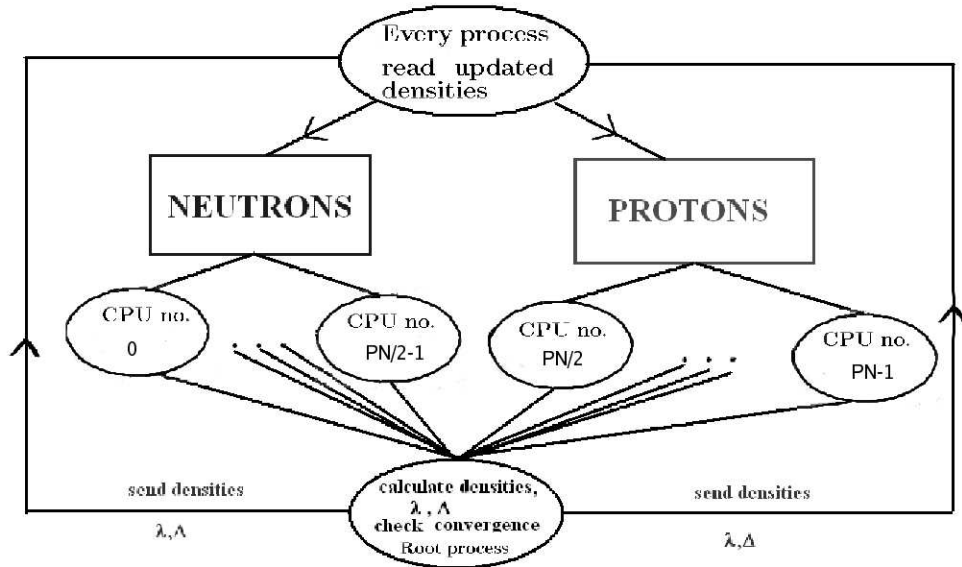 Every process
read updated
densities
NEUTRONS
PROTONS
CPU no.
0
CPU no.
PN/2-1
CPU no.
PN/2
CPU no.
PN-1
calculate densities,
λ , Δ
check convergence
Root process
send densities
λ,Δ
send densities
λ,Δ